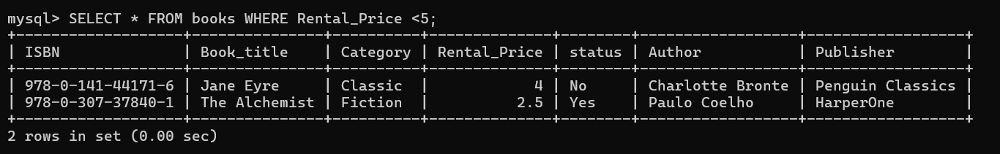 mysql> SELECT * FROM books WHERE Rental_Price <5;
+-------------------+---------------+----------+--------------+--------+------------------+------------------+
| ISBN              | Book_title    | Category | Rental_Price | status | Author           | Publisher        |
+-------------------+---------------+----------+--------------+--------+------------------+------------------+
| 978-0-141-44171-6 | Jane Eyre     | Classic  |            4 | No     | Charlotte Bronte | Penguin Classics |
| 978-0-307-37840-1 | The Alchemist | Fiction  |          2.5 | Yes    | Paulo Coelho     | HarperOne        |
+-------------------+---------------+----------+--------------+--------+------------------+------------------+
2 rows in set (0.00 sec)